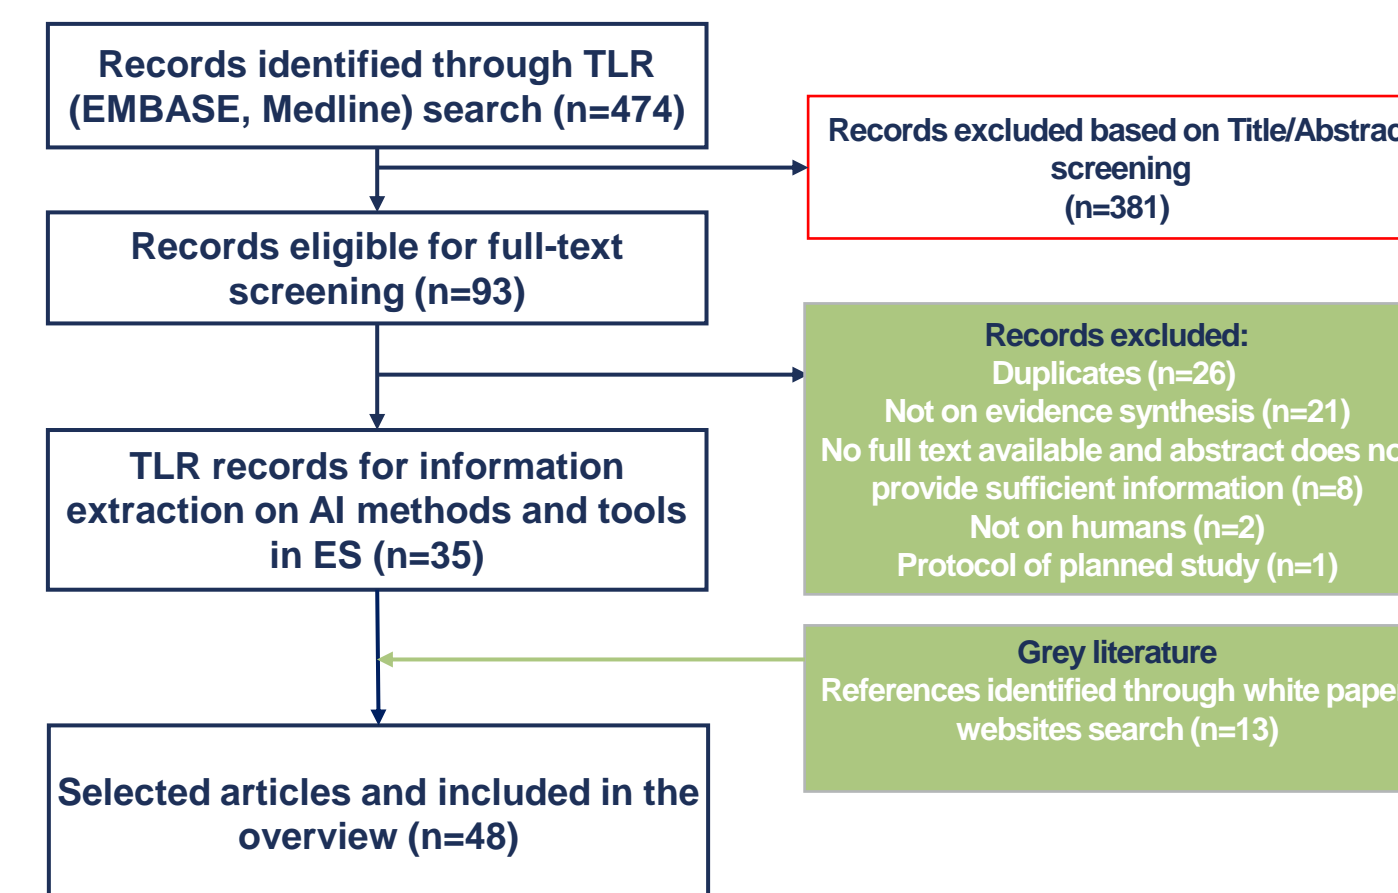 Records identified through TLR
(EMBASE, Medline) search (n=474)
Records excluded based on Title/Abstrac
screening
(n=381)
Records eligible for full-text
screening (n=93)
Records excluded:
Duplicates (n=26)
Not on evidence synthesis (n=21)
No full text available and abstract does no
provide sufficient information (n=8)
Not on humans (n=2)
Protocol of planned study (n=1)
TLR records for information
extraction on AI methods and tools
in ES (n=35)
Grey literature
References identified through white pape
websites search (n=13)
Selected articles and included in the
overview (n=48)